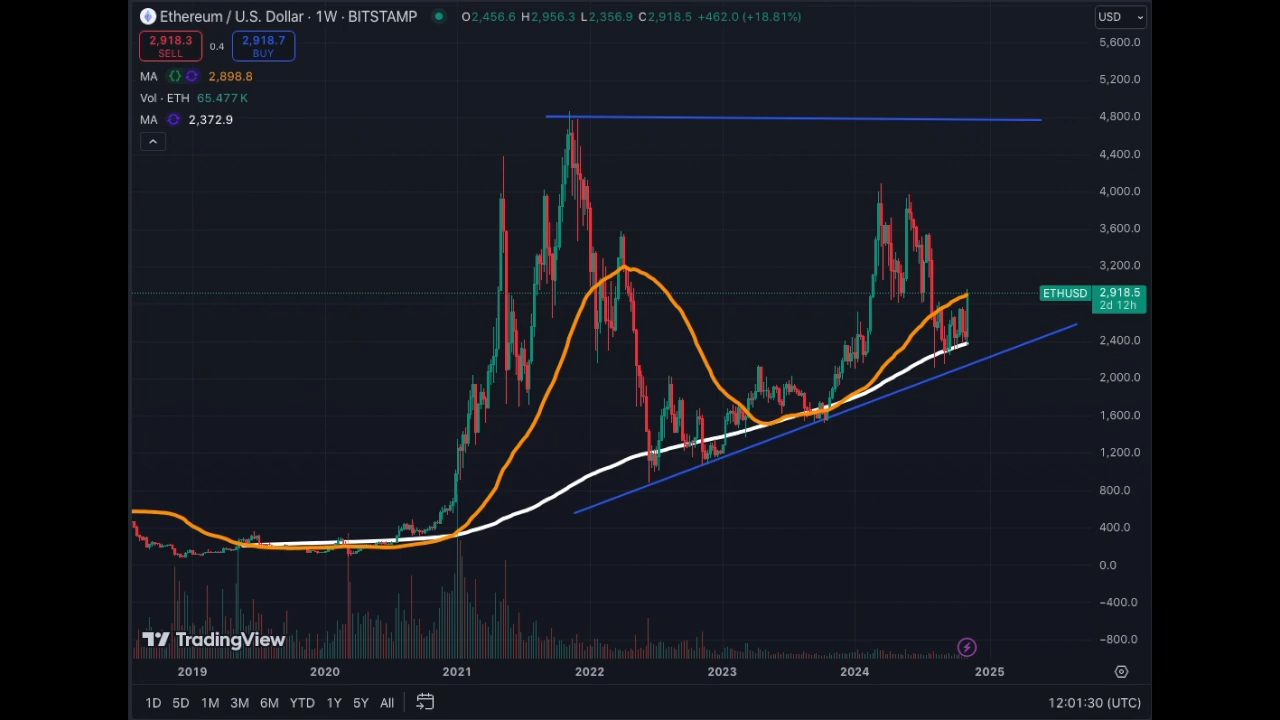 Ethereum / U.S. Dollar · 1W · BITSTAMP O2,456.6 H2,956.3 L2,356.9 C2,918.5 +462.0 (+18.81%)
USD
2,918.3 0.4 2,918.7
SELL BUY
MA 2,898.8
Vol · ETH 65.477 K
MA 2,372.9
5,600.0
5,200.0
4,800.0
4,400.0
4,000.0
3,600.0
3,200.0
ETHUSD 2,918.5
2d 12h
2,400.0
2,000.0
1,600.0
1,200.0
800.0
400.0
0.0
−400.0
−800.0
TradingView
2019 2020 2021 2022 2023 2024 2025
1D 5D 1M 3M 6M YTD 1Y 5Y All 12:01:30 (UTC)